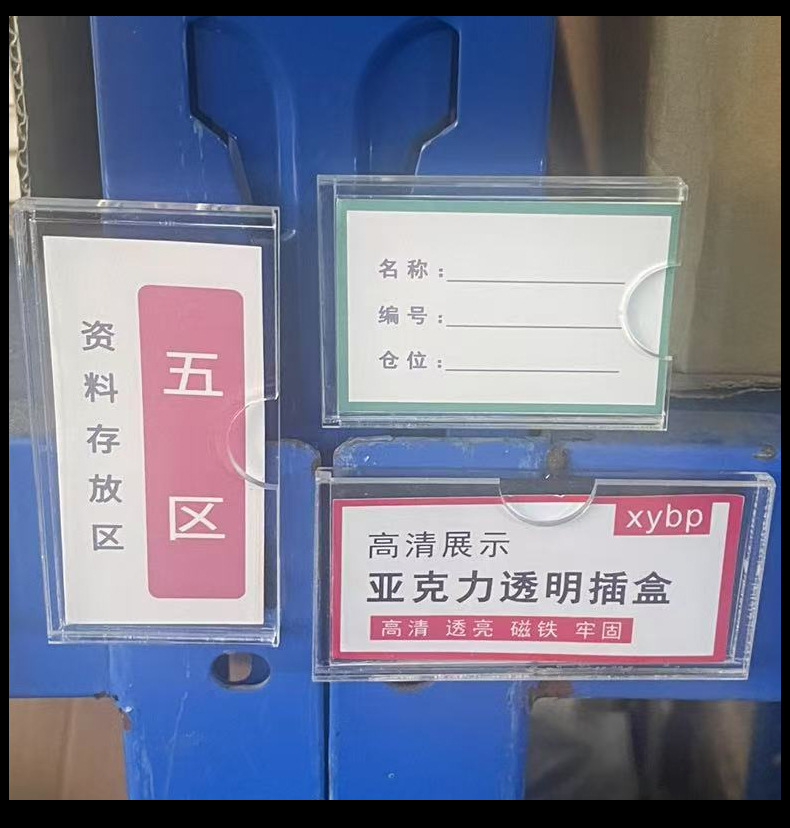 资料存放区
五区
名称：
编号：
仓位：
xybp
高清展示
亚克力透明插盒
高清 透亮 磁铁 牢固